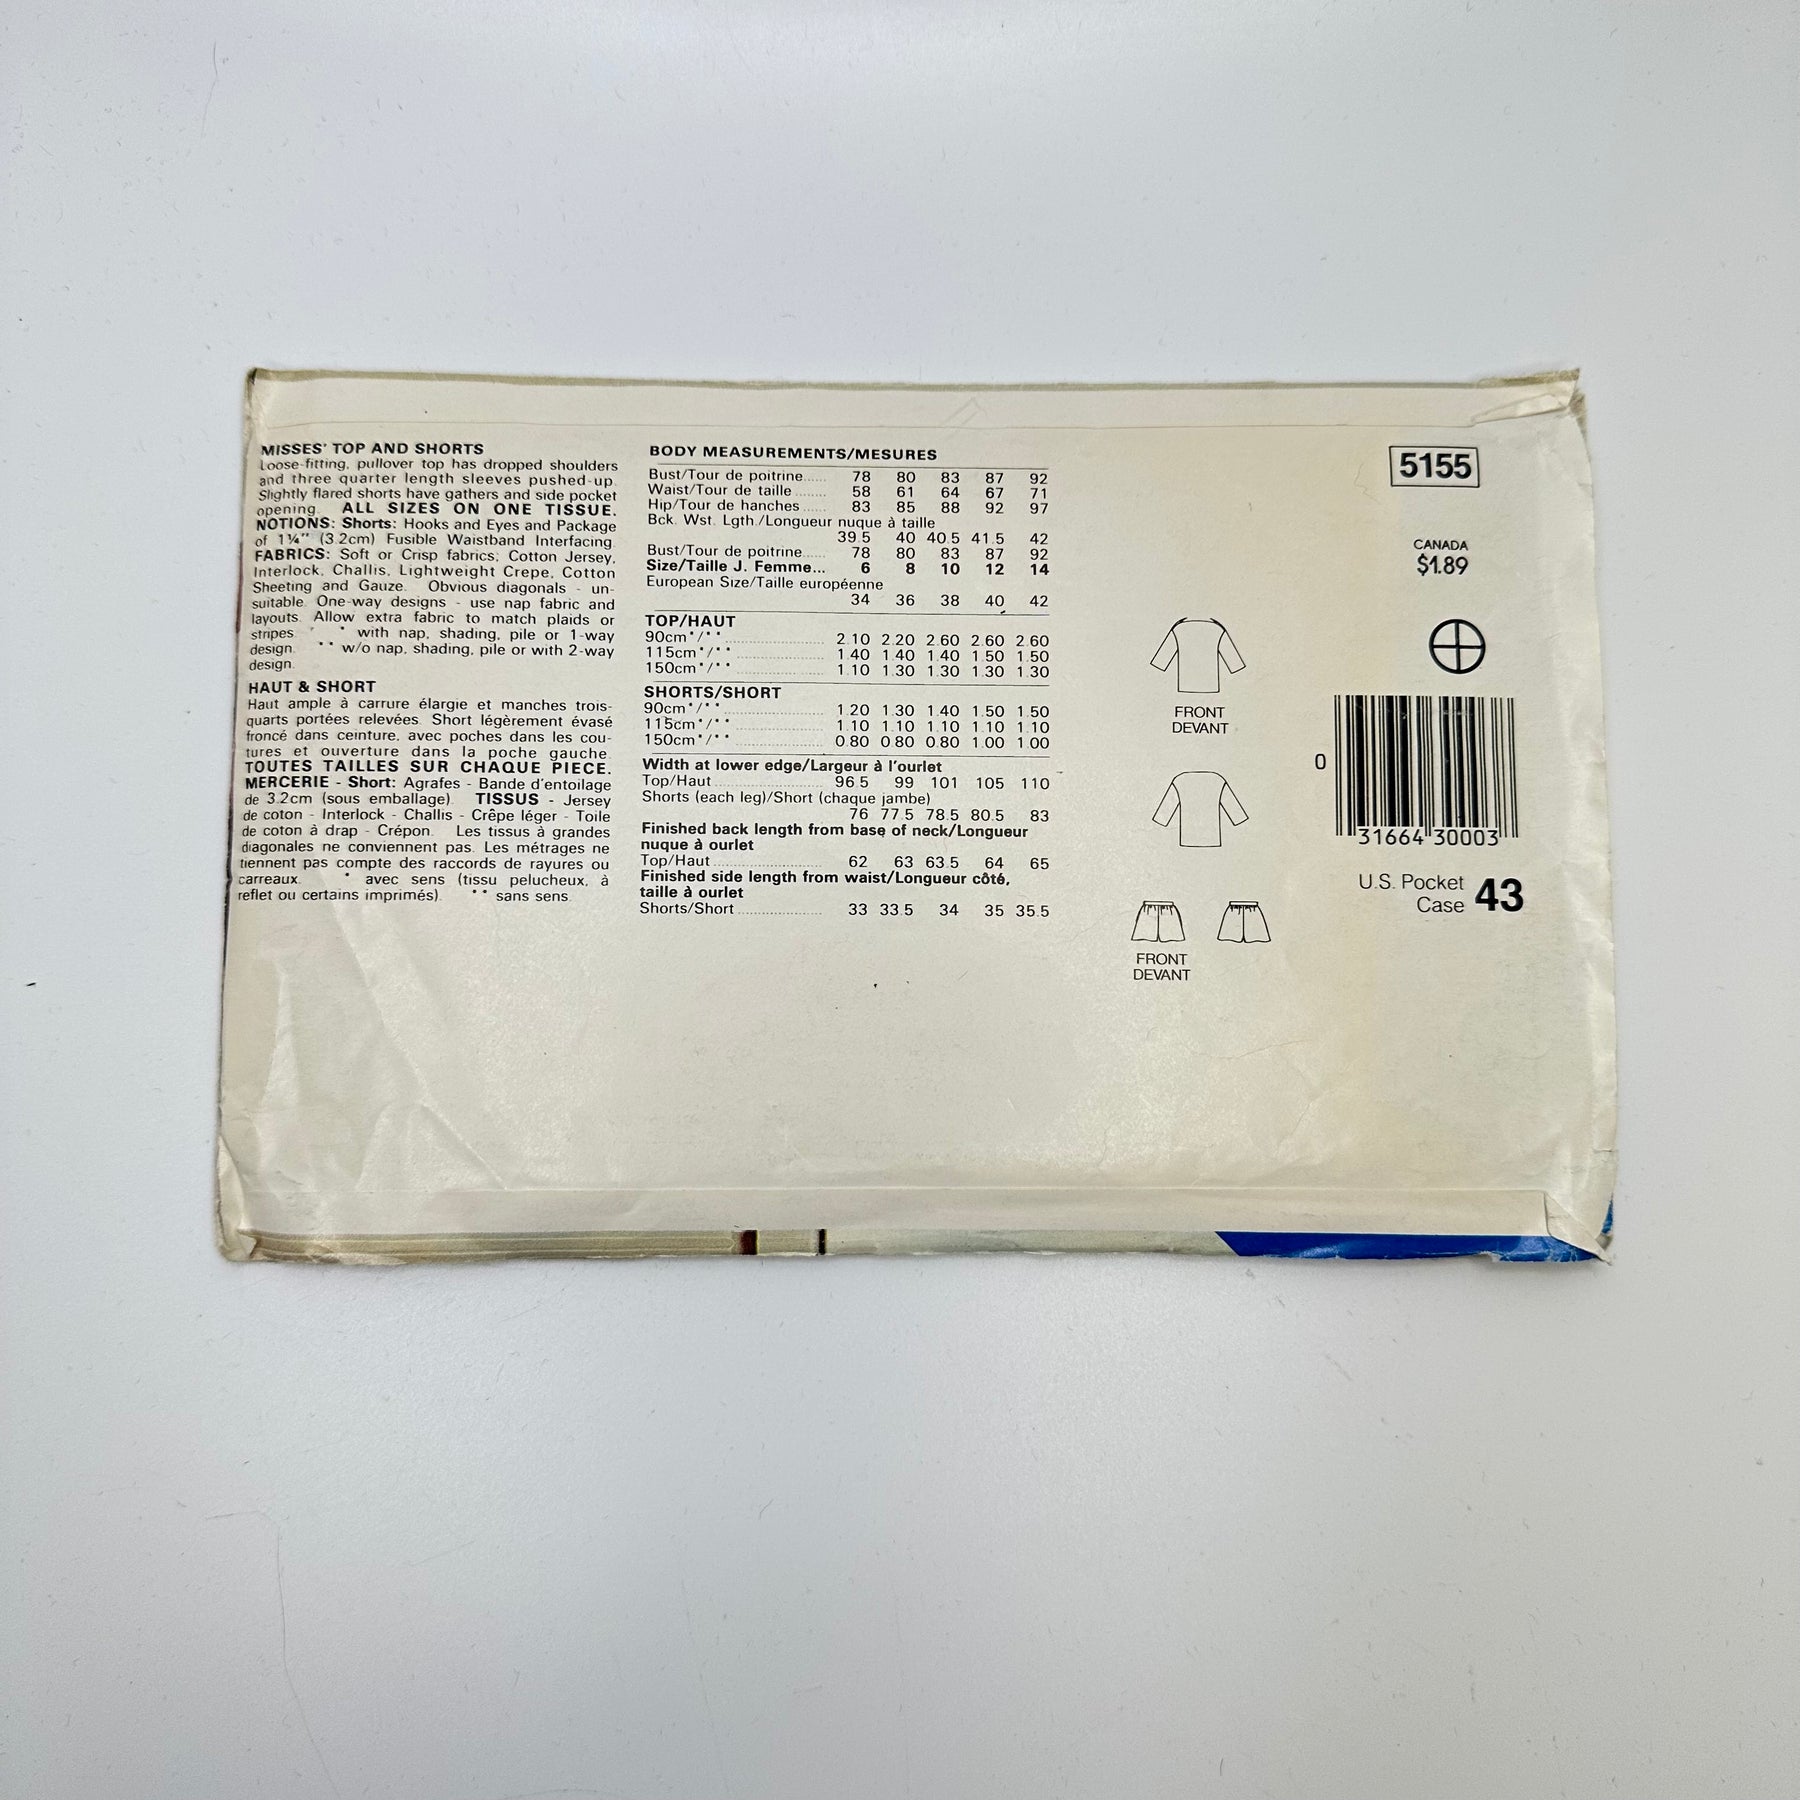 MISSES' TOP AND SHORTS
Loose-fitting, pullover top has dropped shoulders
and three quarter length sleeves pushed-up.
Slightly flared shorts have gathers and side pocket
opening. ALL SIZES ON ONE TISSUE.
NOTIONS: Shorts: Hooks and Eyes and Package
of 1¼" (3.2cm) Fusible Waistband Interfacing.
FABRICS: Soft or Crisp fabrics; Cotton Jersey,
Interlock, Challis, Lightweight Crepe, Cotton
Sheeting and Gauze. Obvious diagonals - un-
suitable. One-way designs - use nap fabric and
layouts. Allow extra fabric to match plaids or
stripes. * with nap, shading, pile or 1-way
design. ** w/o nap, shading, pile or with 2-way
design.
HAUT & SHORT
Haut ample à carrure élargie et manches trois-
quarts portées relevées. Short légèrement évasé
froncé dans ceinture, avec poches dans les cou-
tures et ouverture dans la poche gauche.
TOUTES TAILLES SUR CHAQUE PIECE.
MERCERIE - Short: Agrafes - Bande d'entoilage
de 3.2cm (sous emballage). TISSUS - Jersey
de coton - Interlock - Challis - Crêpe léger - Toile
de coton à drap - Crépon. Les tissus à grandes
diagonales ne conviennent pas. Les métrages ne
tiennent pas compte des raccords de rayures ou
carreaux. * avec sens (tissu pelucheux, à
reflet ou certains imprimés). ** sans sens.
BODY MEASUREMENTS/MESURES
Bust/Tour de poitrine...... 78 80 83 87 92
Waist/Tour de taille ........ 58 61 64 67 71
Hip/Tour de hanches ...... 83 85 88 92 97
Bck. Wst. Lgth./Longueur nuque à taille
39.5 40 40.5 41.5 42
Bust/Tour de poitrine...... 78 80 83 87 92
Size/Taille J. Femme... 6 8 10 12 14
European Size/Taille européenne
34 36 38 40 42
TOP/HAUT
90cm*/** .................... 2.10 2.20 2.60 2.60 2.60
115cm*/** .................... 1.40 1.40 1.40 1.50 1.50
150cm*/** .................... 1.10 1.30 1.30 1.30 1.30
SHORTS/SHORT
90cm*/** .................... 1.20 1.30 1.40 1.50 1.50
115cm*/** .................... 1.10 1.10 1.10 1.10 1.10
150cm*/** .................... 0.80 0.80 0.80 1.00 1.00
Width at lower edge/Largeur à l'ourlet
Top/Haut ........................ 96.5 99 101 105 110
Shorts (each leg)/Short (chaque jambe)
76 77.5 78.5 80.5 83
Finished back length from base of neck/Longueur
nuque à ourlet
Top/Haut ........................ 62 63 63.5 64 65
Finished side length from waist/Longueur côté,
taille à ourlet
Shorts/Short .................... 33 33.5 34 35 35.5
FRONT
DEVANT
FRONT
DEVANT
5155
CANADA
$1.89
0
31664 30003
U.S. Pocket
Case 43